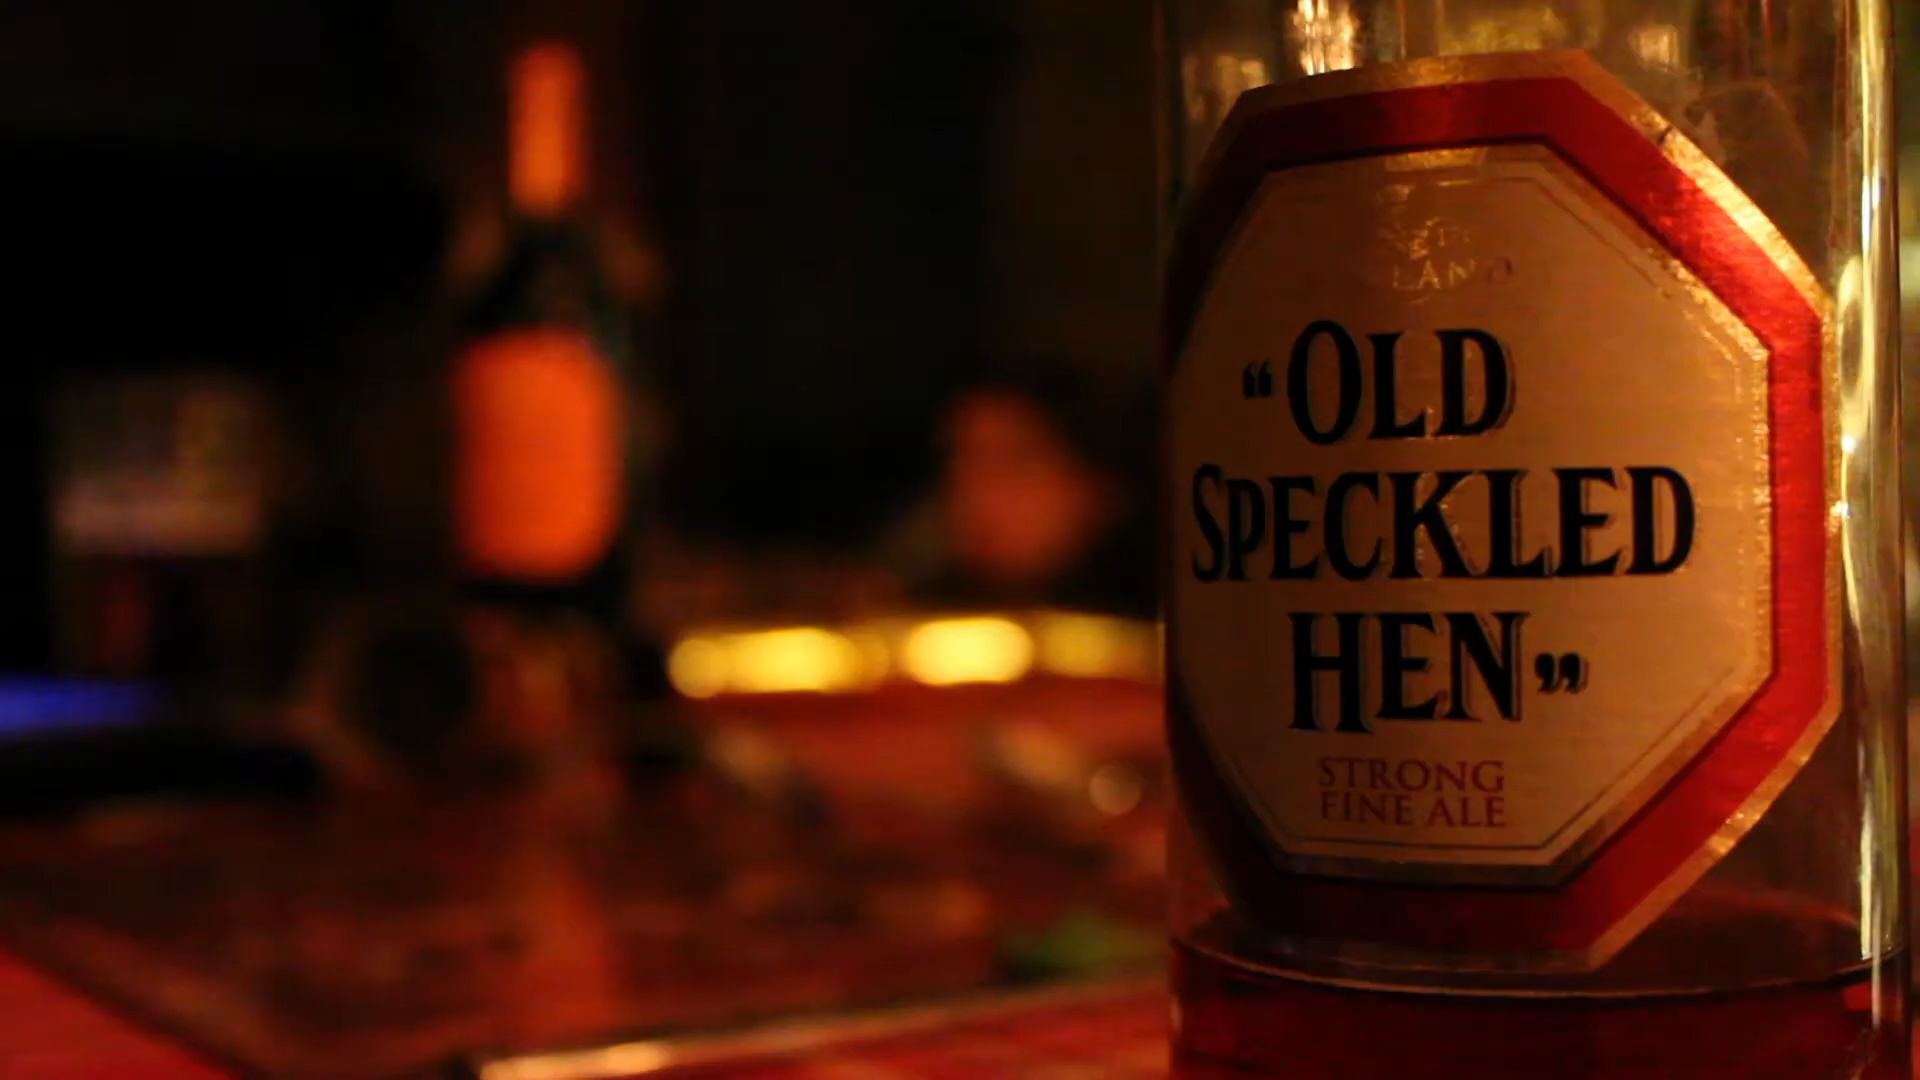 “OLD
SPECKLED
HEN”
STRONG
FINE ALE